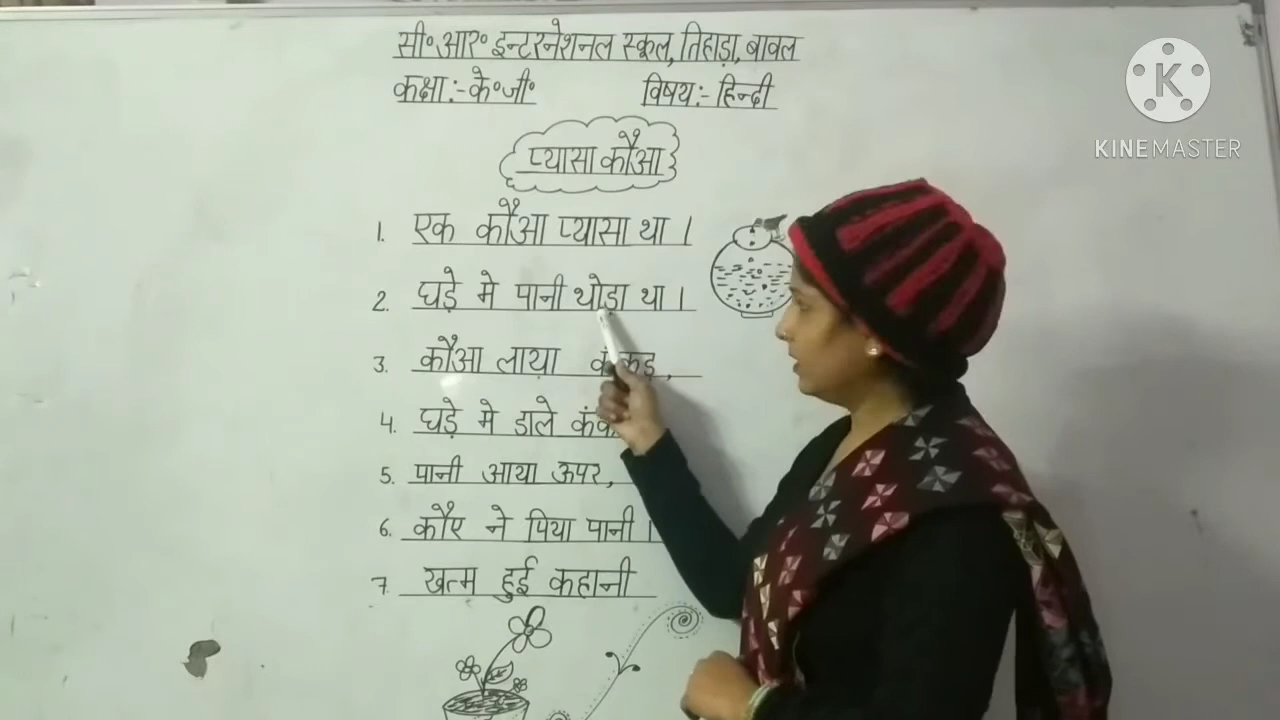 सी॰ आर॰ इन्टरनेशनल स्कूल, तिहाड़ा, बावल
कक्षा:- के॰जी॰ विषय:- हिन्दी
प्यासा कौआ
1. एक कौआ प्यासा था।
2. घड़े मे पानी थोड़ा था।
3. कौआ लाया कंकड़,
4. घड़े मे डाले
5. पानी आया ऊपर,
6. कौए ने पिया पानी।
7. खत्म हुई कहानी
K
KINEMASTER